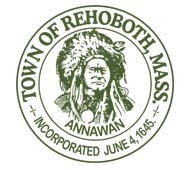 TOWN OF REHOBOTH, MASS
ANNAWAN
INCORPORATED JUNE 4, 1645.